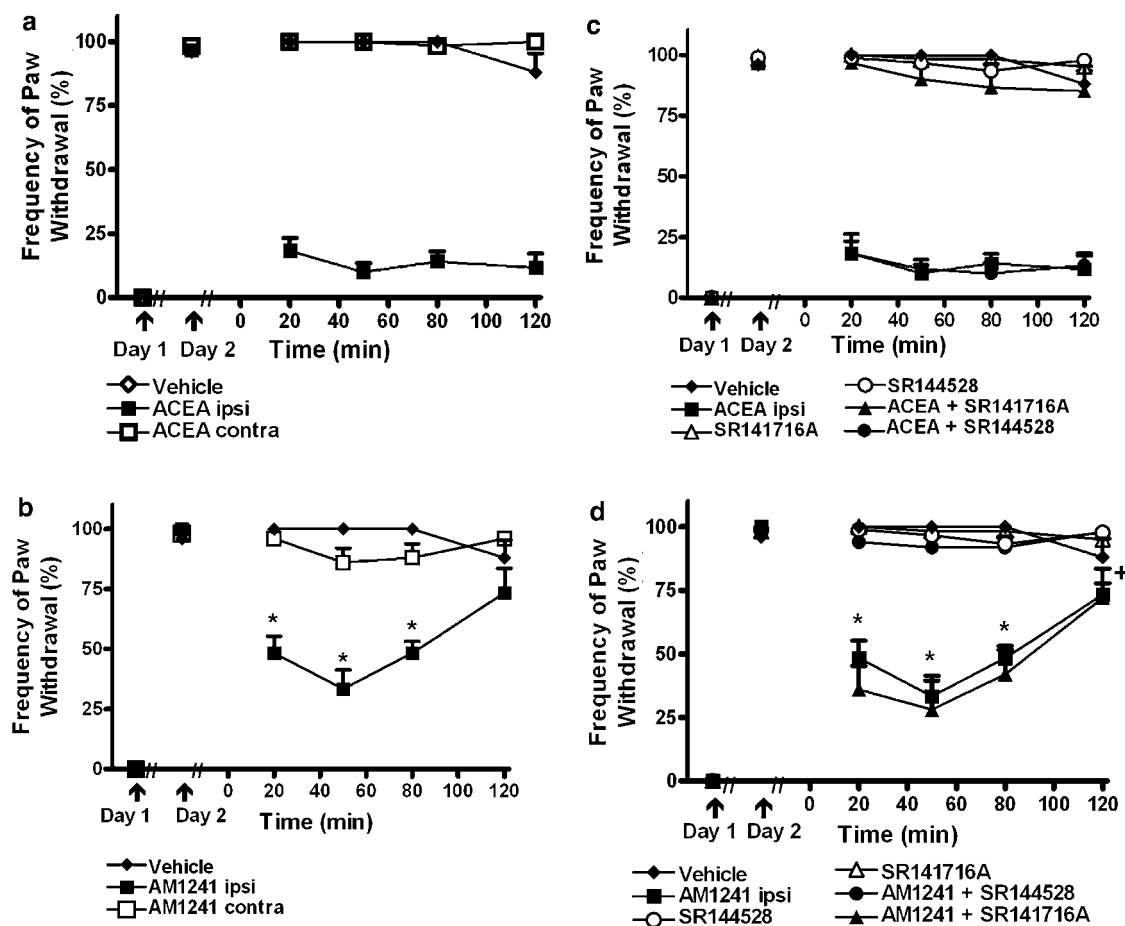 a
Frequency of Paw
Withdrawal (%)
100
75
50
25
0
0 20 40 60 80 100 120
Day 1 Day 2 Time (min)
Vehicle
ACEA ipsi
ACEA contra
c
Frequency of Paw
Withdrawal (%)
100
75
50
25
0
0 20 40 60 80 100 120
Day 1 Day 2 Time (min)
Vehicle
ACEA ipsi
SR141716A
SR144528
ACEA + SR141716A
ACEA + SR144528
b
Frequency of Paw
Withdrawal (%)
100
75
50
25
0
* * *
0 20 40 60 80 100 120
Day 1 Day 2 Time (min)
Vehicle
AM1241 ipsi
AM1241 contra
d
Frequency of Paw
Withdrawal (%)
100
75
50
25
0
* * * +
0 20 40 60 80 100 120
Day 1 Day 2 Time (min)
Vehicle
AM1241 ipsi
SR144528
SR141716A
AM1241 + SR144528
AM1241 + SR141716A